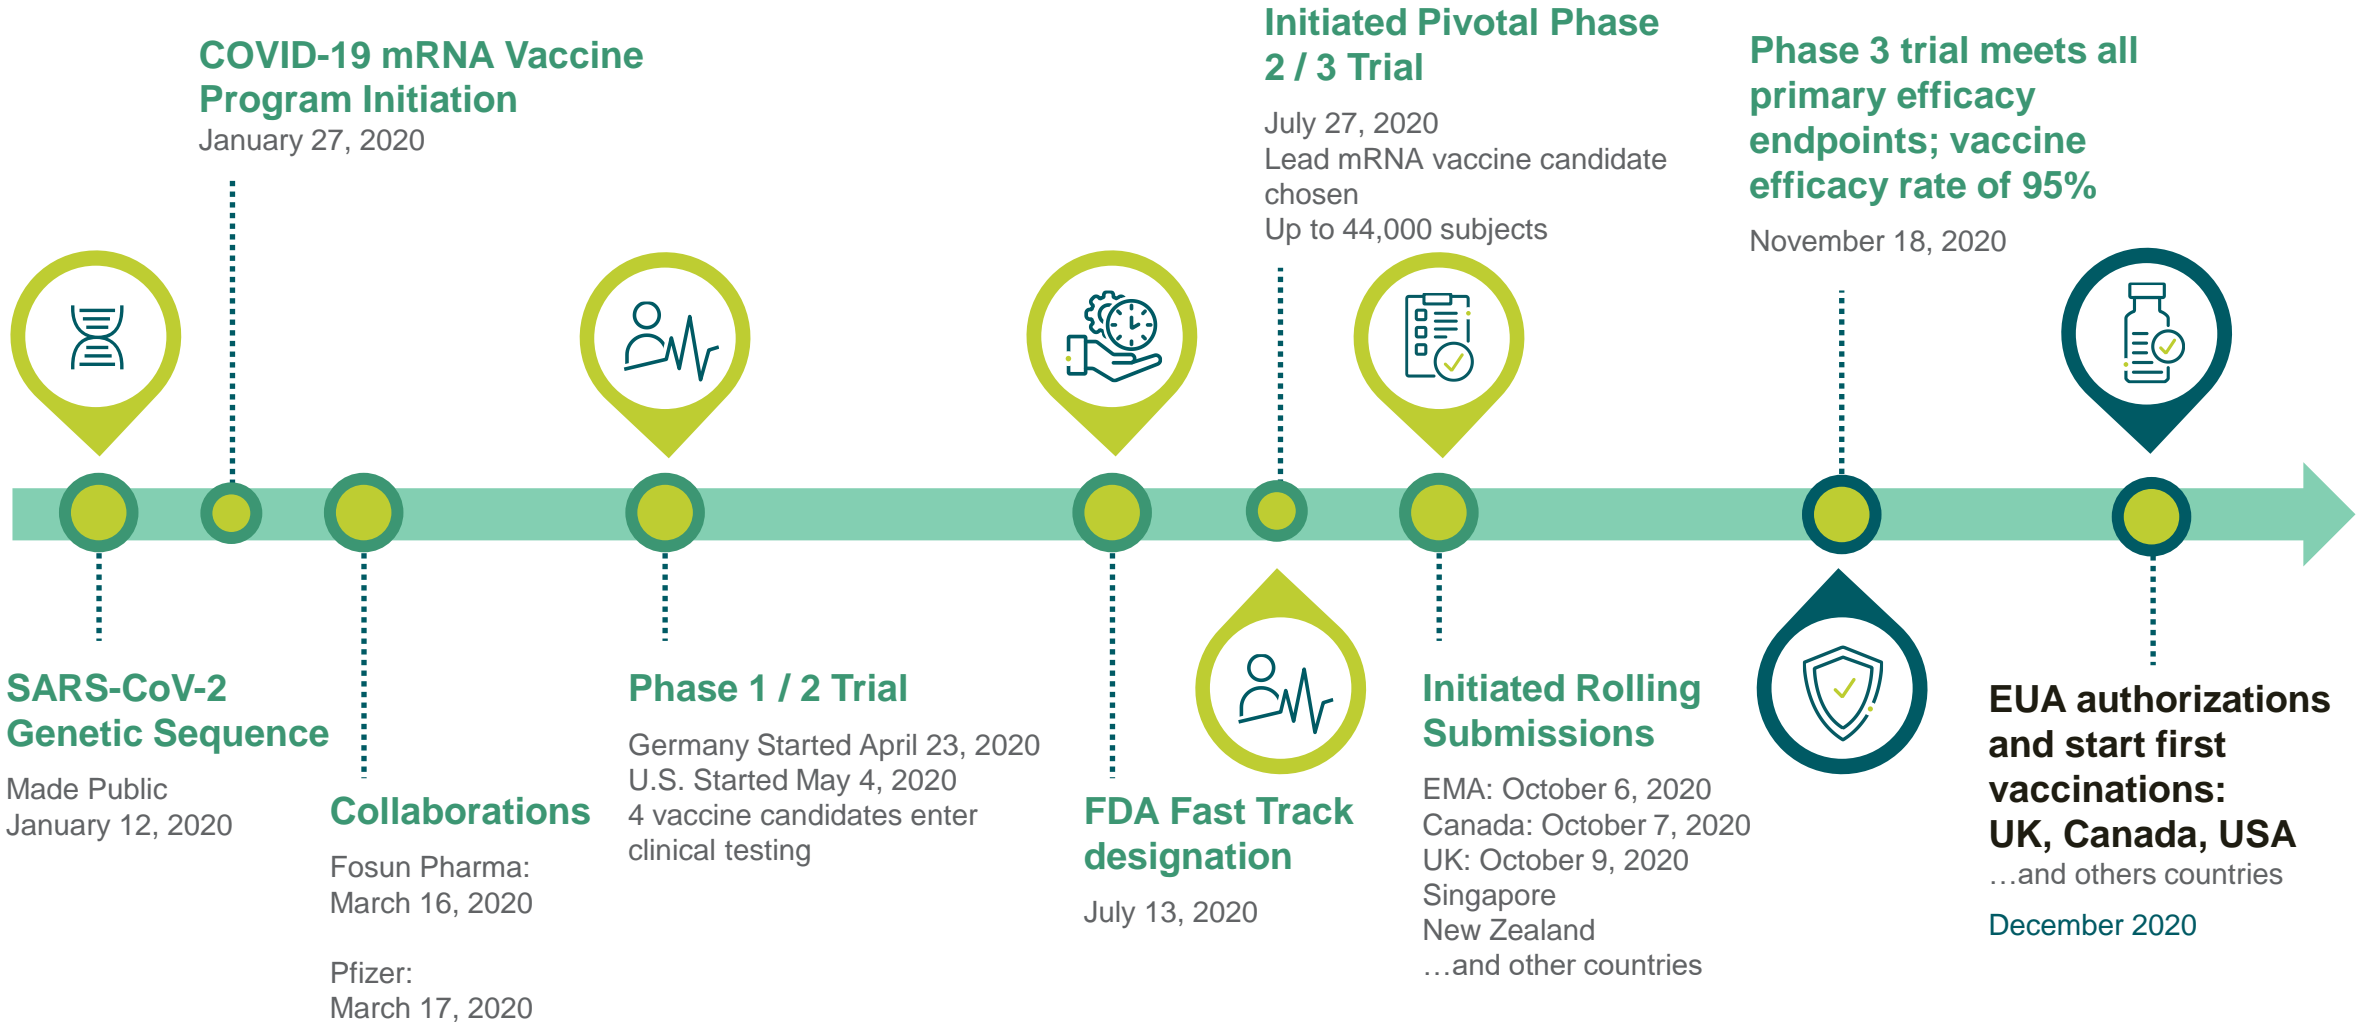 SARS-CoV-2
Genetic Sequence
Made Public
January 12, 2020
COVID-19 mRNA Vaccine
Program Initiation
January 27, 2020
Collaborations
Fosun Pharma:
March 16, 2020
Pfizer:
March 17, 2020
Phase 1 / 2 Trial
Germany Started April 23, 2020
U.S. Started May 4, 2020
4 vaccine candidates enter
clinical testing
FDA Fast Track
designation
July 13, 2020
Initiated Pivotal Phase
2 / 3 Trial
July 27, 2020
Lead mRNA vaccine candidate
chosen
Up to 44,000 subjects
Initiated Rolling
Submissions
EMA: October 6, 2020
Canada: October 7, 2020
UK: October 9, 2020
Singapore
New Zealand
…and other countries
Phase 3 trial meets all
primary efficacy
endpoints; vaccine
efficacy rate of 95%
November 18, 2020
EUA authorizations
and start first
vaccinations:
UK, Canada, USA
…and others countries
December 2020